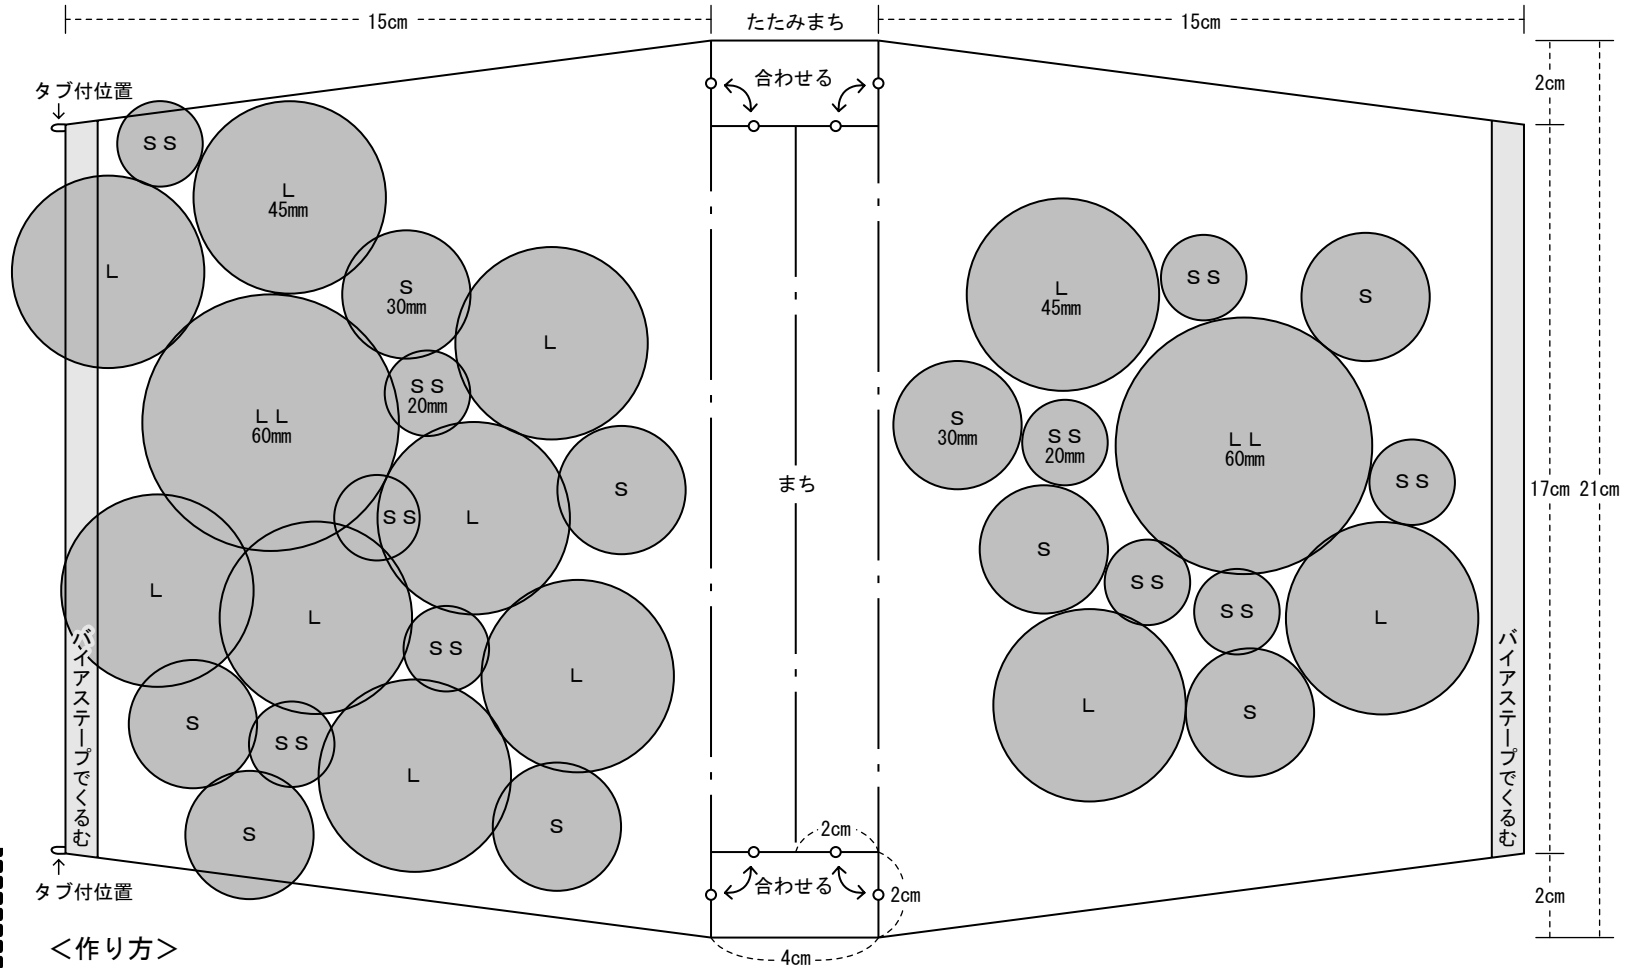 15cm
たたみまち
15cm
タブ付位置
合わせる
2cm
ＳＳ
Ｌ
45mm
Ｌ
Ｓ
30mm
Ｌ
ＳＳ
20mm
ＬＬ
60mm
Ｓ
ＳＳ
Ｌ
Ｌ
Ｌ
ＳＳ
Ｌ
Ｓ
ＳＳ
Ｌ
Ｓ
Ｓ
バイアステープでくるむ
まち
Ｌ
45mm
ＳＳ
Ｓ
Ｓ
30mm
ＳＳ
20mm
ＬＬ
60mm
ＳＳ
Ｓ
ＳＳ
ＳＳ
Ｌ
Ｌ
Ｓ
バイアステープでくるむ
17cm
21cm
2cm
合わせる
2cm
2cm
4cm
タブ付位置
＜作り方＞